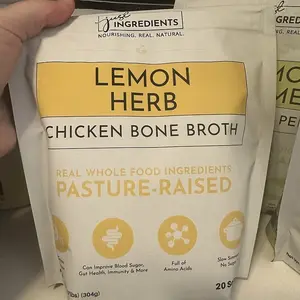 just
INGREDIENTS
NOURISHING. REAL. NATURAL.
LEMON
HERB
CHICKEN BONE BROTH
REAL WHOLE FOOD INGREDIENTS
PASTURE-RAISED
Can Improve Blood Sugar,
Gut Health, Immunity & More
Full of
Amino Acids
Slow
No
(304g)
20